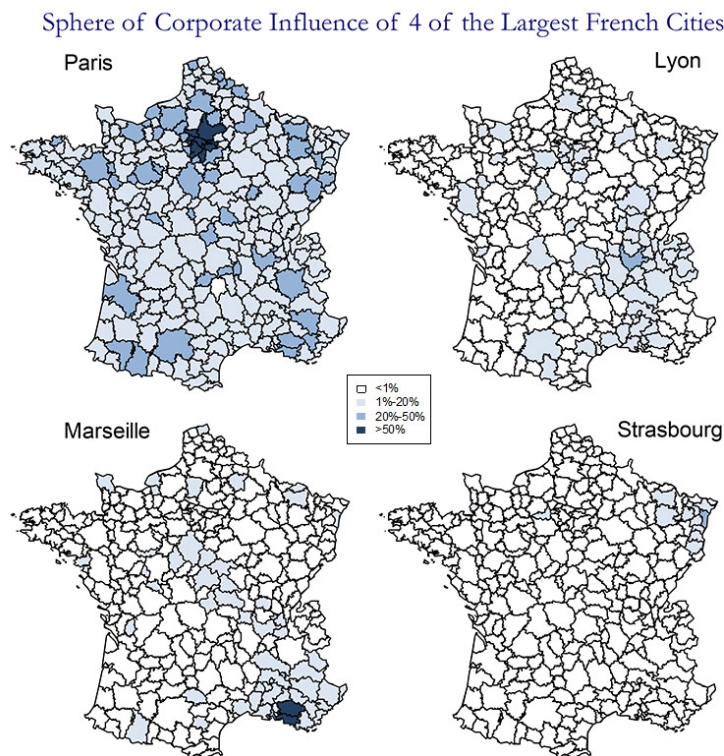 Sphere of Corporate Influence of 4 of the Largest French Cities
Paris
Lyon
<1%
1%-20%
20%-50%
>50%
Marseille
Strasbourg